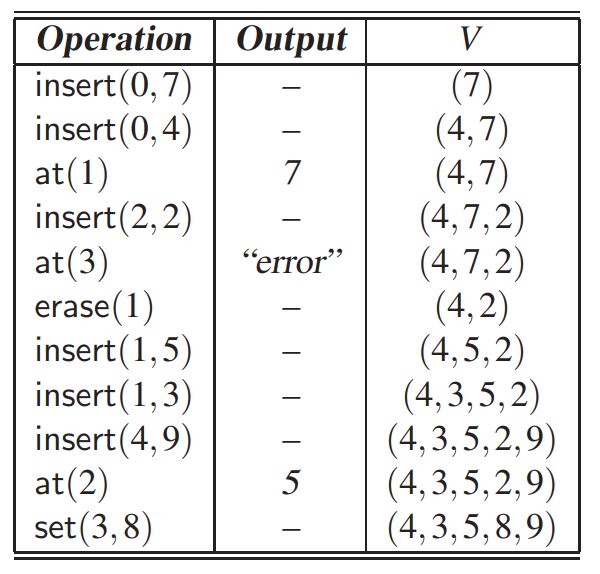 Operation Output V
insert(0,7) – (7)
insert(0,4) – (4,7)
at(1) 7 (4,7)
insert(2,2) – (4,7,2)
at(3) “error” (4,7,2)
erase(1) – (4,2)
insert(1,5) – (4,5,2)
insert(1,3) – (4,3,5,2)
insert(4,9) – (4,3,5,2,9)
at(2) 5 (4,3,5,2,9)
set(3,8) – (4,3,5,8,9)